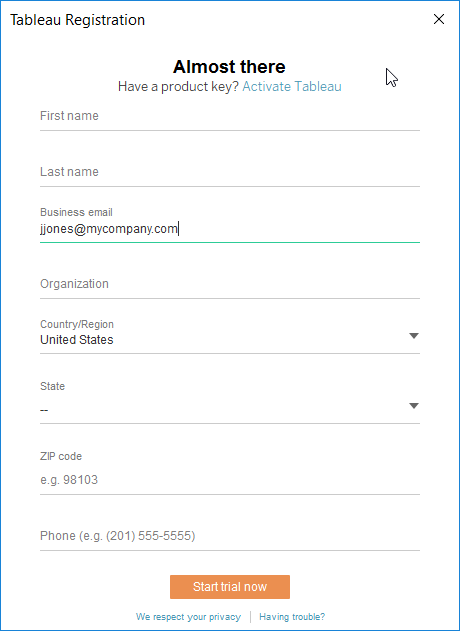 Tableau Registration
Almost there
Have a product key? Activate Tableau
First name
Last name
Business email
jjones@mycompany.com
Organization
Country/Region
United States
State
--
ZIP code
e.g. 98103
Phone (e.g. (201) 555-5555)
Start trial now
We respect your privacy | Having trouble?